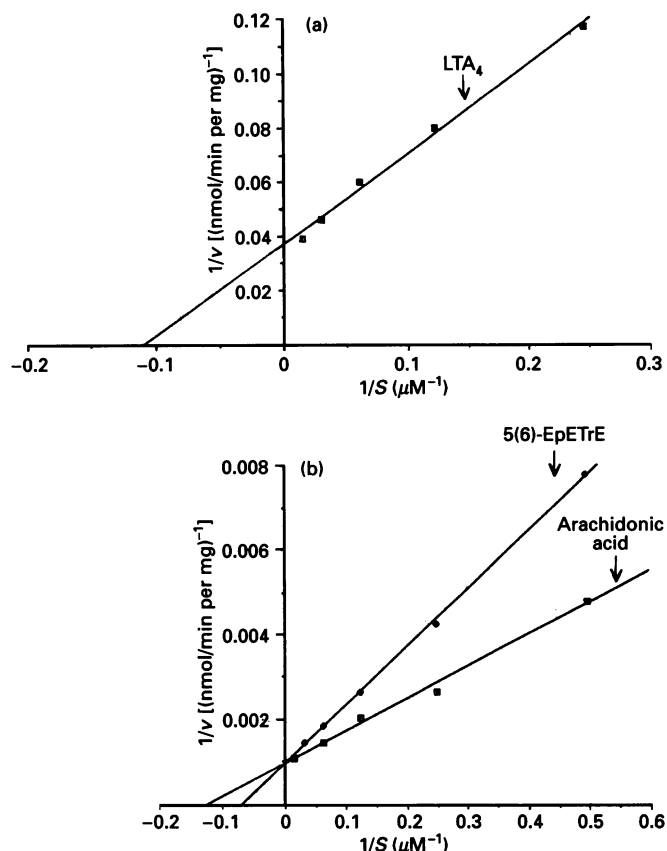 (a)
0.12
0.10
0.08
0.06
0.04
0.02
1/v [(nmol/min per mg)⁻¹]
LTA₄
−0.2
−0.1
0
0.1
0.2
0.3
1/S (μM⁻¹)
(b)
5(6)-EpETrE
0.008
0.006
0.004
0.002
1/v [(nmol/min per mg)⁻¹]
Arachidonic
acid
−0.2
−0.1
0
0.1
0.2
0.3
0.4
0.5
0.6
1/S (μM⁻¹)